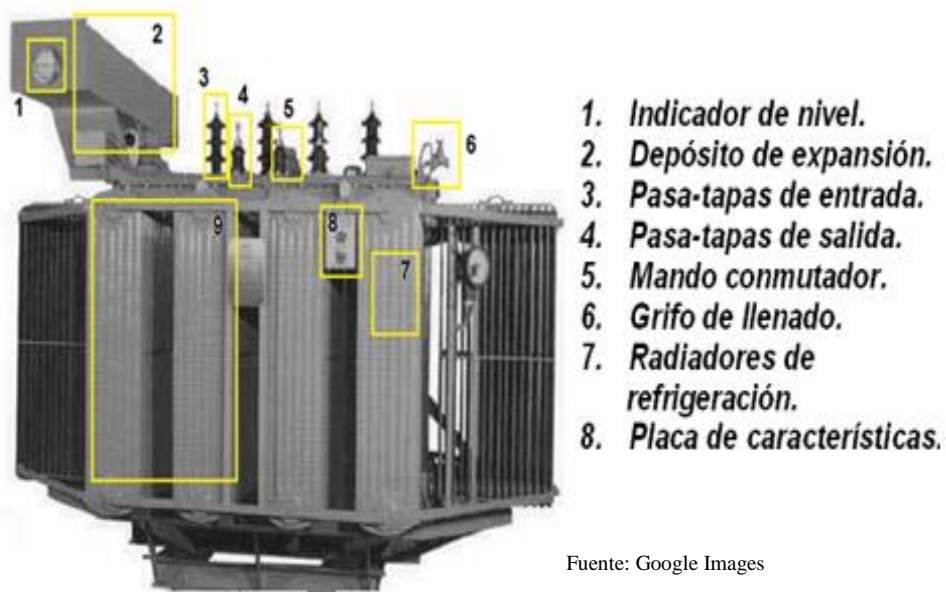 2
1
3
4
5
6
9
8
7
1. Indicador de nivel.
2. Depósito de expansión.
3. Pasa-tapas de entrada.
4. Pasa-tapas de salida.
5. Mando conmutador.
6. Grifo de llenado.
7. Radiadores de
refrigeración.
8. Placa de características.
Fuente: Google Images